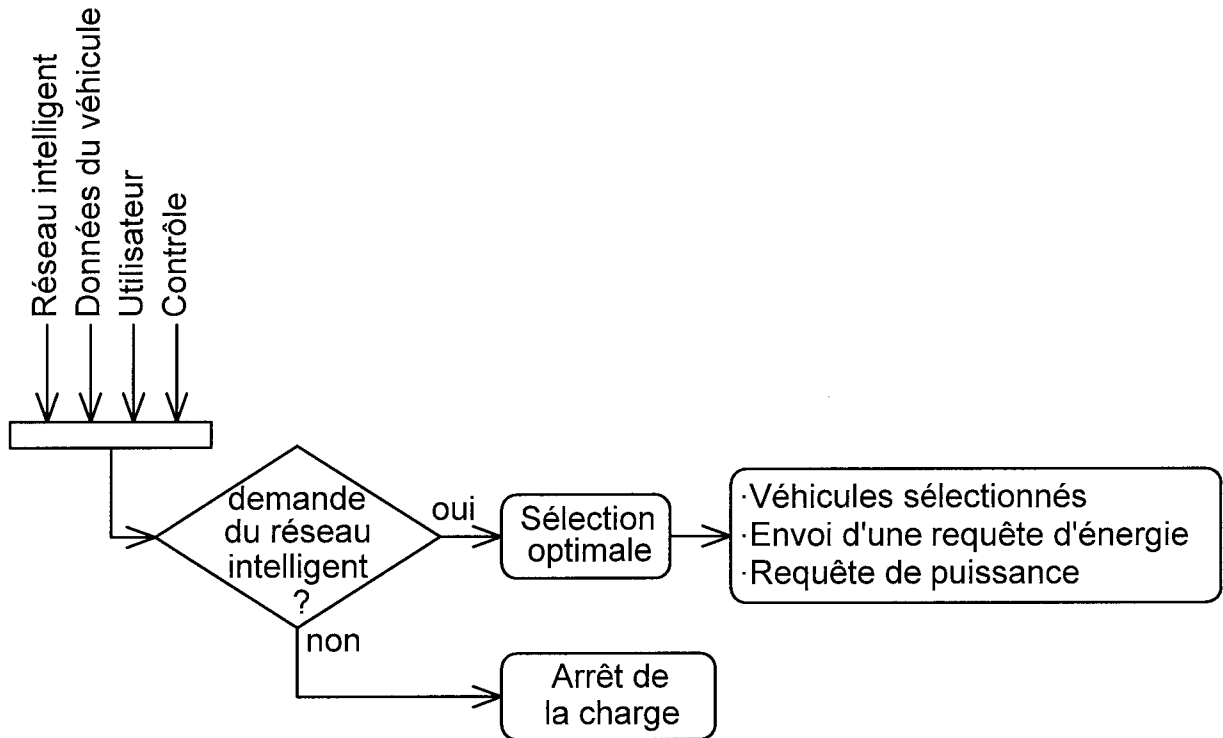 Réseau intelligent
Données du véhicule
Utilisateur
Contrôle
demande
du réseau
intelligent
?
oui
non
Sélection
optimale
·Véhicules sélectionnés
·Envoi d'une requête d'énergie
·Requête de puissance
Arrêt de
la charge